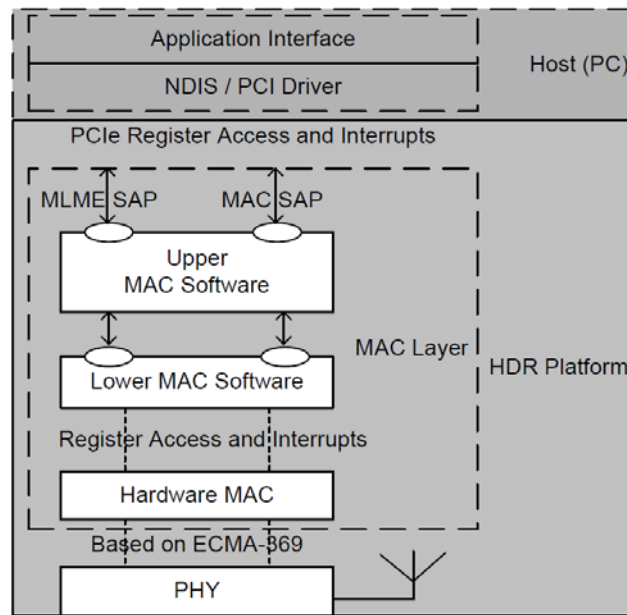 Application Interface
Host (PC)
NDIS / PCI Driver
PCIe Register Access and Interrupts
MLME SAP
MAC SAP
Upper
MAC Software
MAC Layer
HDR Platform
Lower MAC Software
Register Access and Interrupts
Hardware MAC
Based on ECMA-369
PHY